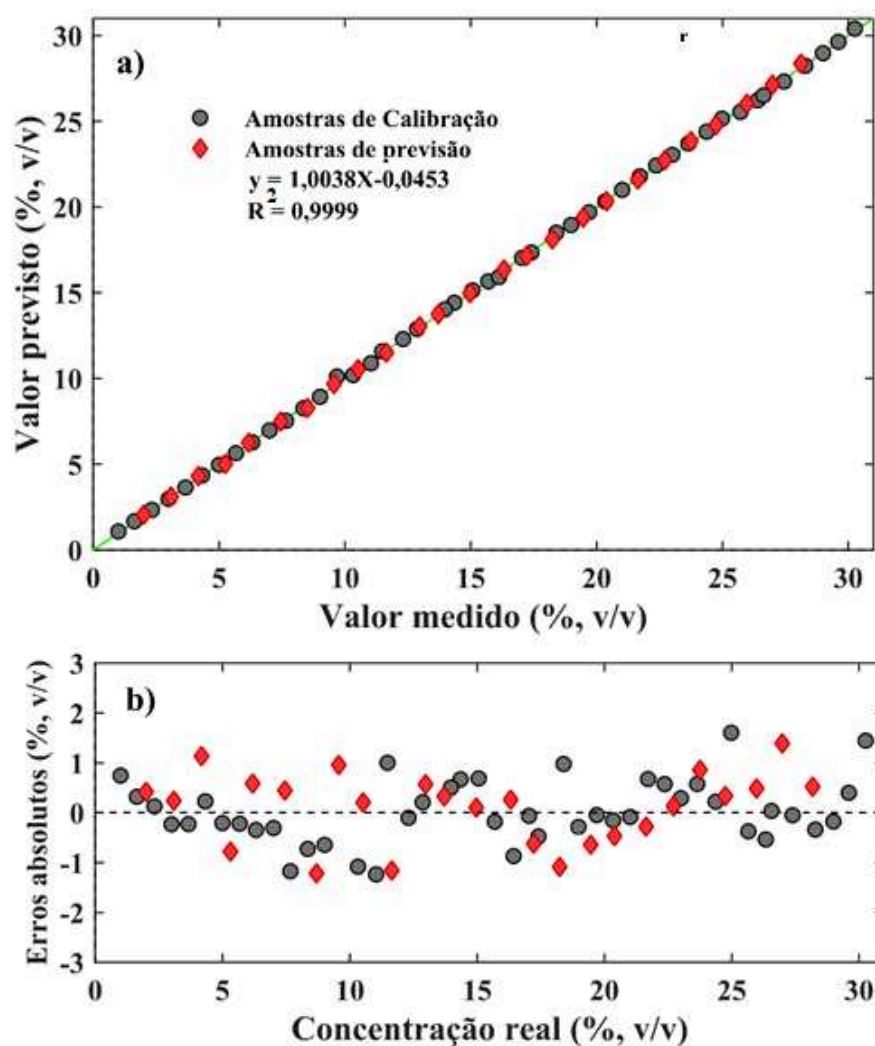 30
25
20
15
10
5
0
Valor previsto (%, v/v)
a)
r
Amostras de Calibração
Amostras de previsão
y = 1,0038X-0,0453
R² = 0,9999
0 5 10 15 20 25 30
Valor medido (%, v/v)
3
2
1
0
-1
-2
-3
Erros absolutos (%, v/v)
b)
0 5 10 15 20 25 30
Concentração real (%, v/v)